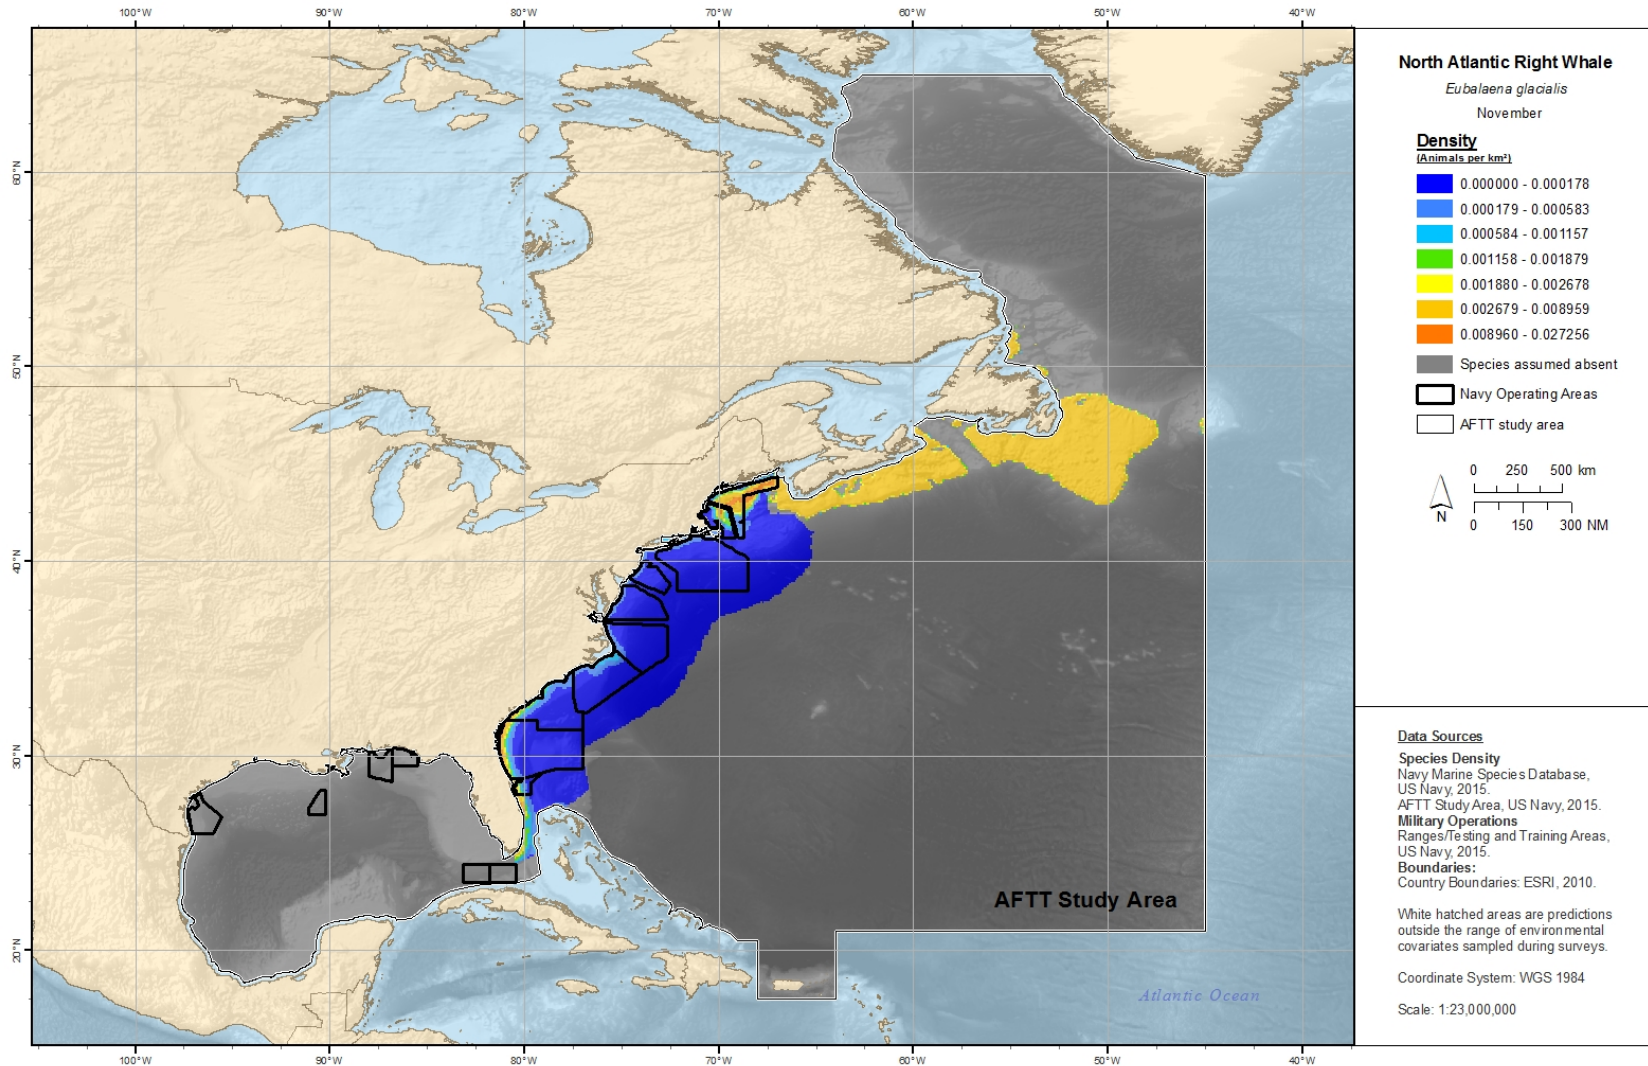 100°W 90°W 80°W 70°W 60°W 50°W 40°W
60°N
50°N
40°N
30°N
20°N
AFTT Study Area
Atlantic Ocean
100°W 90°W 80°W 70°W 60°W 50°W 40°W
North Atlantic Right Whale
Eubalaena glacialis
November
Density
(Animals per km²)
0.000000 - 0.000178
0.000179 - 0.000583
0.000584 - 0.001157
0.001158 - 0.001879
0.001880 - 0.002678
0.002679 - 0.008959
0.008960 - 0.027256
Species assumed absent
Navy Operating Areas
AFTT study area
N
0 250 500 km
0 150 300 NM
Data Sources
Species Density
Navy Marine Species Database,
US Navy, 2015.
AFTT Study Area, US Navy, 2015.
Military Operations
Ranges/Testing and Training Areas,
US Navy, 2015.
Boundaries:
Country Boundaries: ESRI, 2010.
White hatched areas are predictions
outside the range of environmental
covariates sampled during surveys.
Coordinate System: WGS 1984
Scale: 1:23,000,000